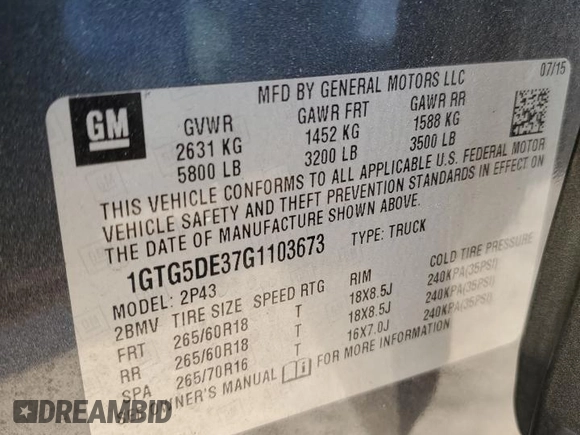 07/15
MFD BY GENERAL MOTORS LLC
GM
GVWR GAWR FRT GAWR RR
2631 KG 1452 KG 1588 KG
5800 LB 3200 LB 3500 LB
THIS VEHICLE CONFORMS TO ALL APPLICABLE U.S. FEDERAL MOTOR
VEHICLE SAFETY AND THEFT PREVENTION STANDARDS IN EFFECT ON
THE DATE OF MANUFACTURE SHOWN ABOVE.
1GTG5DE37G1103673 TYPE: TRUCK
MODEL: 2P43
2BMV TIRE SIZE SPEED RTG RIM COLD TIRE PRESSURE
FRT 265/60R18 T 18X8.5J 240KPA(35PSI)
RR 265/60R18 T 18X8.5J 240KPA(35PSI)
SPA 265/70R16 T 16X7.0J 240KPA(35PSI)
OWNER'S MANUAL FOR MORE INFORMATION
DREAMBID